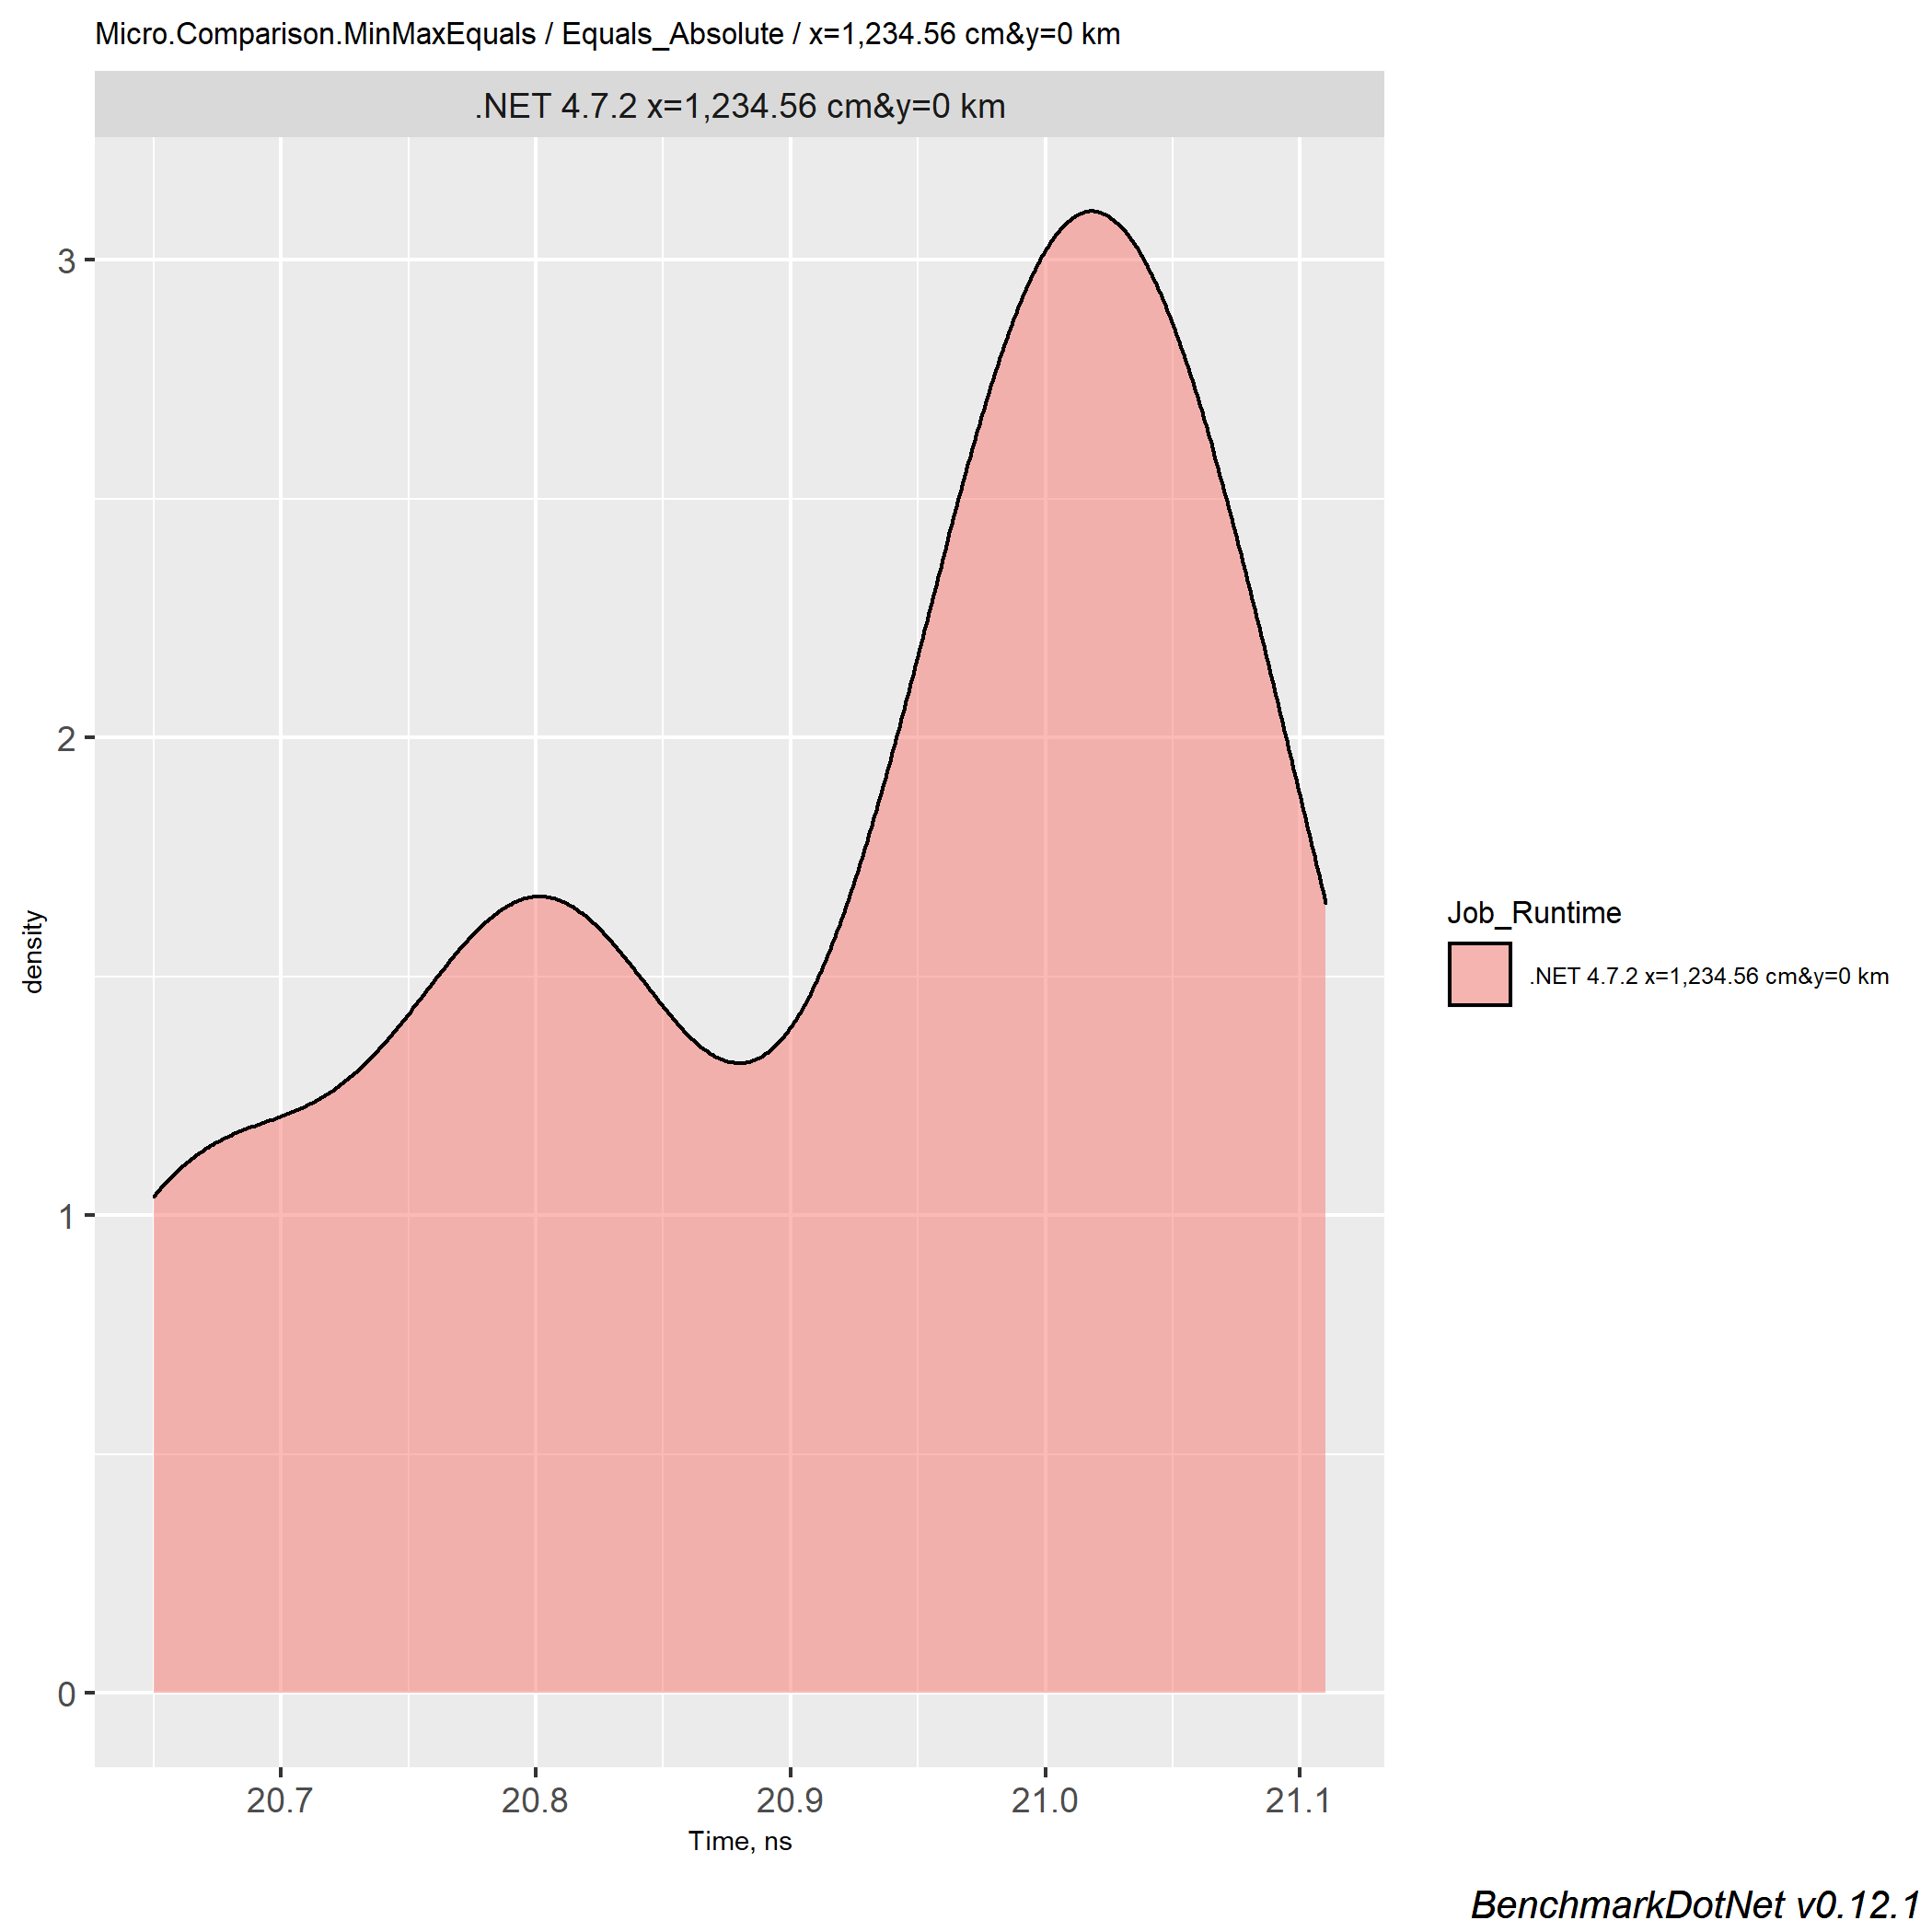 Micro.Comparison.MinMaxEquals / Equals_Absolute / x=1,234.56 cm&y=0 km
.NET 4.7.2 x=1,234.56 cm&y=0 km
3
2
1
0
density
20.7 20.8 20.9 21.0 21.1
Time, ns
Job_Runtime
.NET 4.7.2 x=1,234.56 cm&y=0 km
BenchmarkDotNet v0.12.1